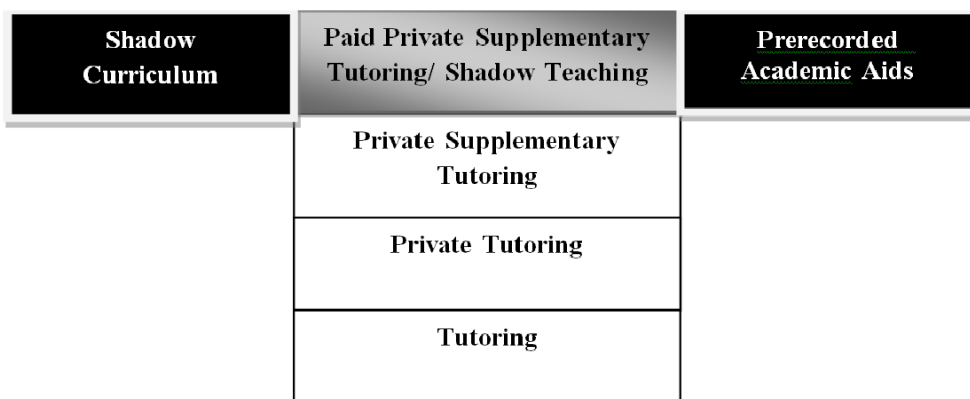 Shadow
Curriculum
Paid Private Supplementary
Tutoring/ Shadow Teaching
Prerecorded
Academic Aids
Private Supplementary
Tutoring
Private Tutoring
Tutoring